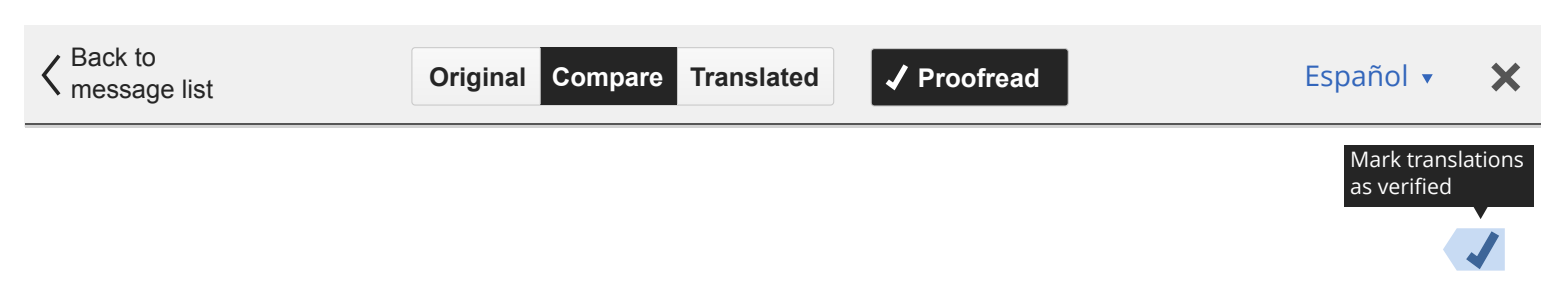 Back to
message list
Original Compare Translated Proofread Español
Mark translations
as verified